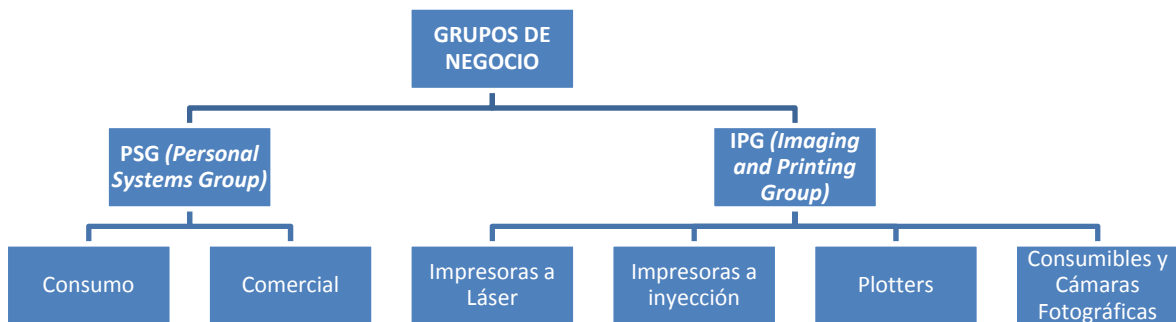 GRUPOS DE
NEGOCIO
PSG (Personal
Systems Group)
IPG (Imaging
and Printing
Group)
Consumo
Comercial
Impresoras a
Láser
Impresoras a
inyección
Plotters
Consumibles y
Cámaras
Fotográficas